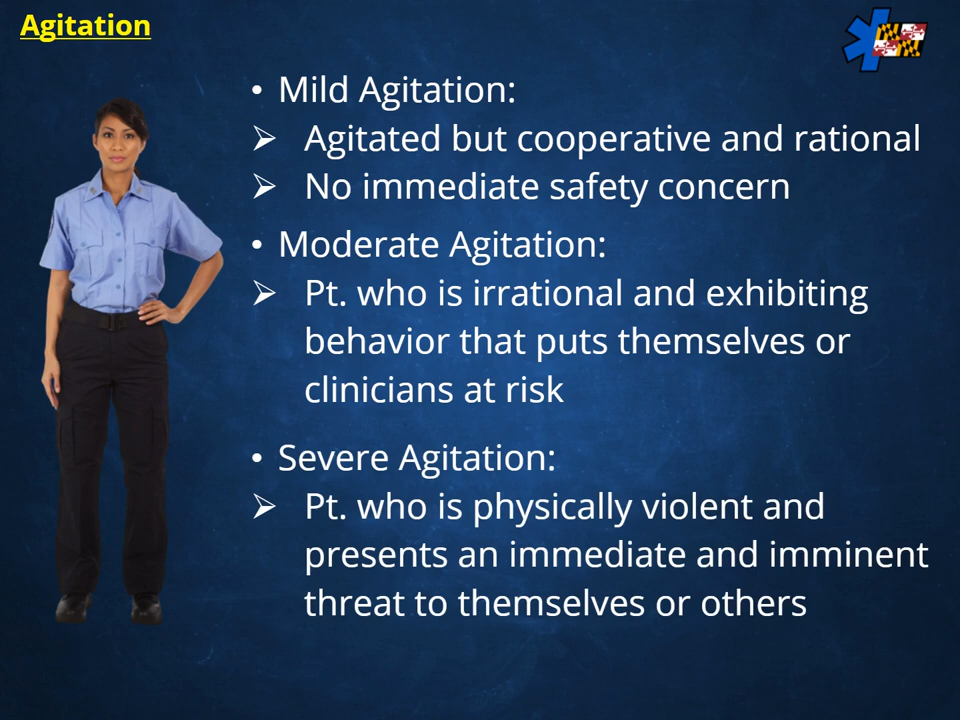 Agitation
• Mild Agitation:
➢ Agitated but cooperative and rational
➢ No immediate safety concern
• Moderate Agitation:
➢ Pt. who is irrational and exhibiting
behavior that puts themselves or
clinicians at risk
• Severe Agitation:
➢ Pt. who is physically violent and
presents an immediate and imminent
threat to themselves or others